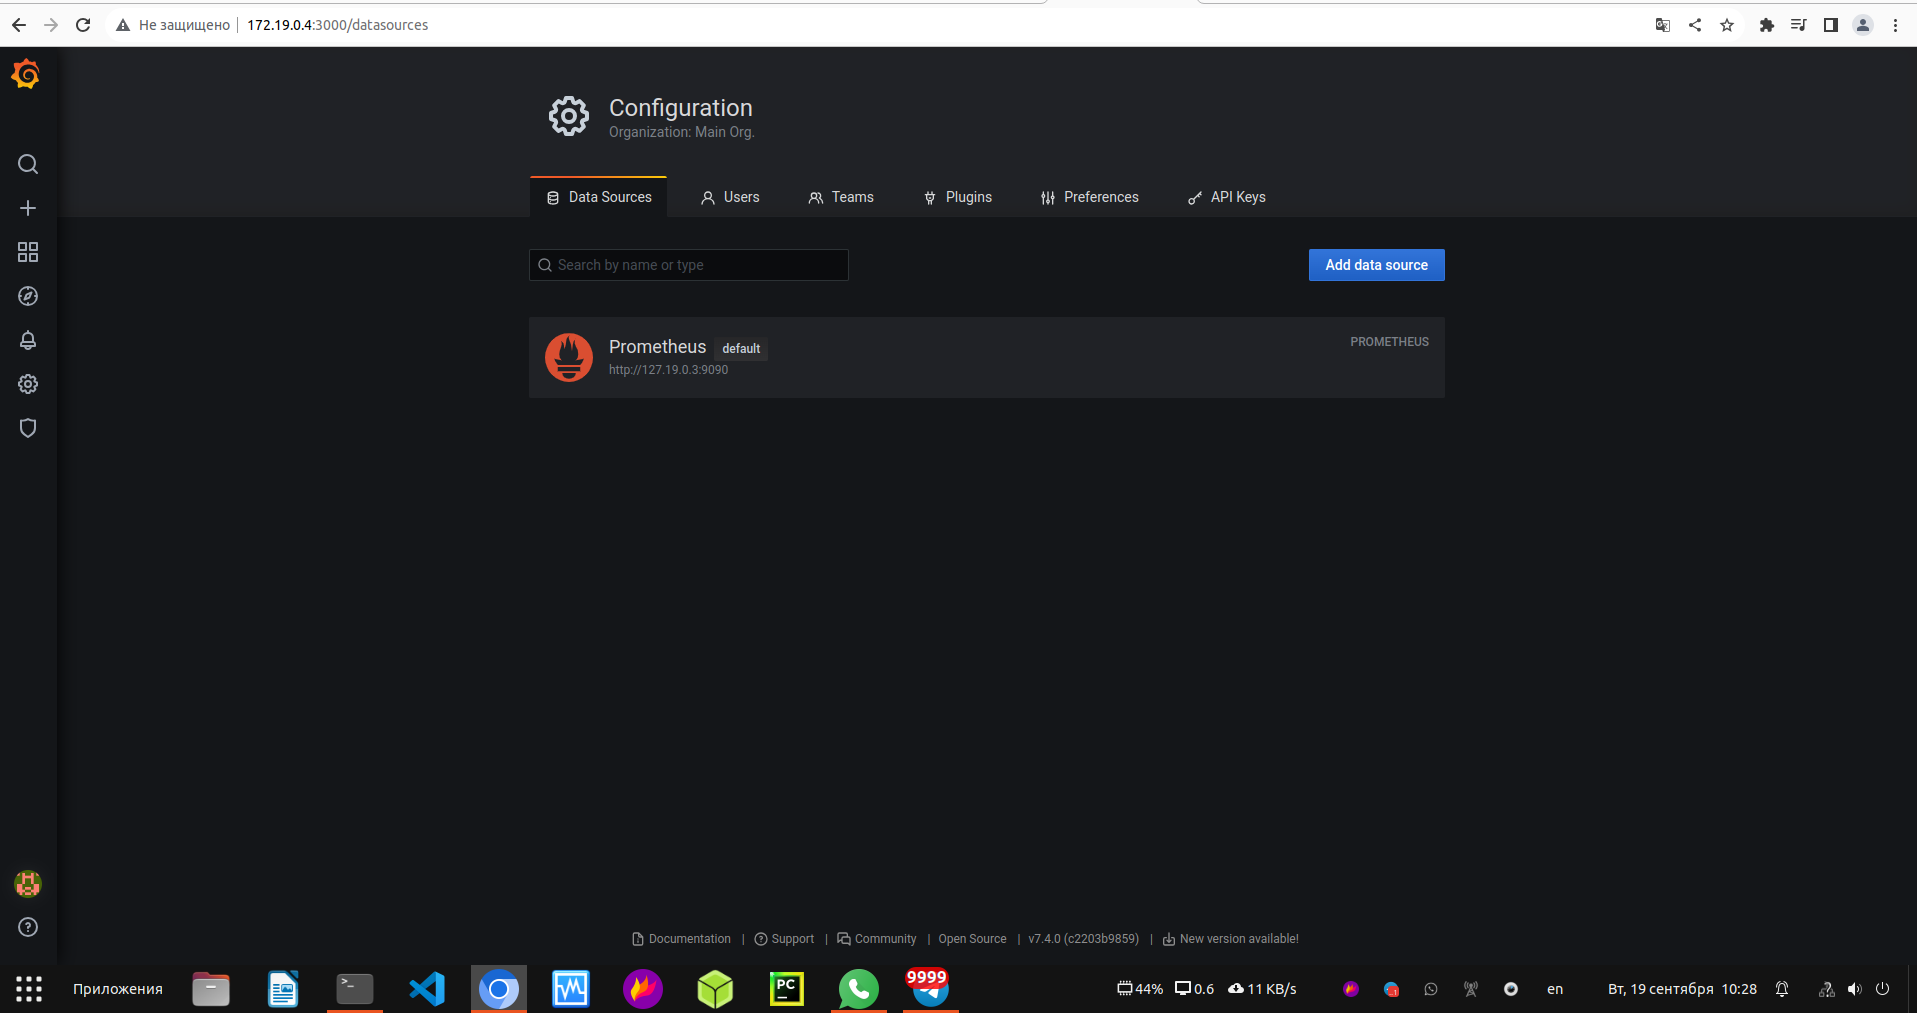 Не защищено 172.19.0.4:3000/datasources
Configuration
Organization: Main Org.
Data Sources Users Teams Plugins Preferences API Keys
Search by name or type Add data source
Prometheus default PROMETHEUS
http://127.19.0.3:9090
Documentation | Support | Community | Open Source | v7.4.0 (c2203b9859) | New version available!
Приложения >_ PC 9999 44% 0.6 11 KB/s en Вт, 19 сентября 10:28